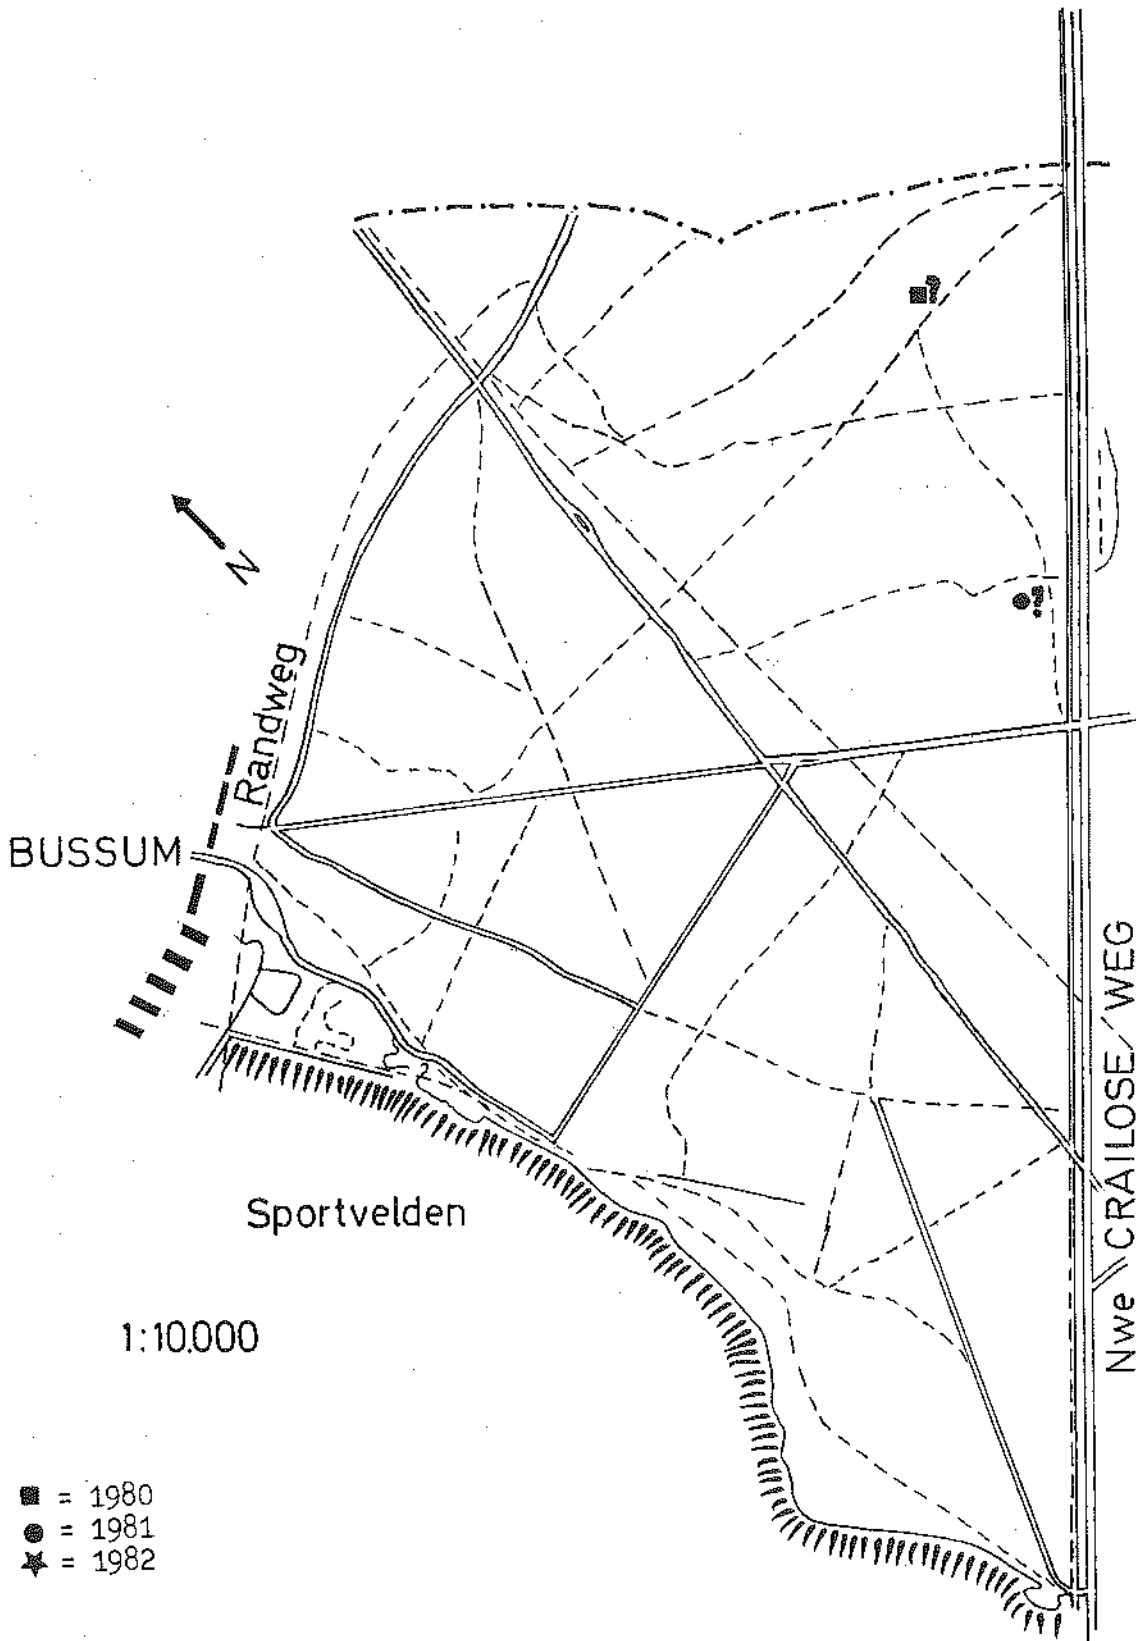 N
Randweg
BUSSUM
Nwe CRAILOSE WEG
Sportvelden
1:10.000
= 1980
= 1981
= 1982